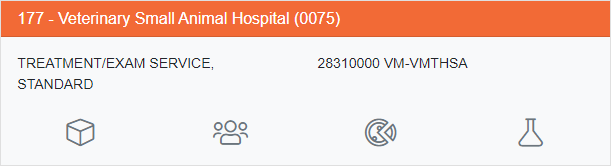 177 - Veterinary Small Animal Hospital (0075)
TREATMENT/EXAM SERVICE, 28310000 VM-VMTHSA
STANDARD